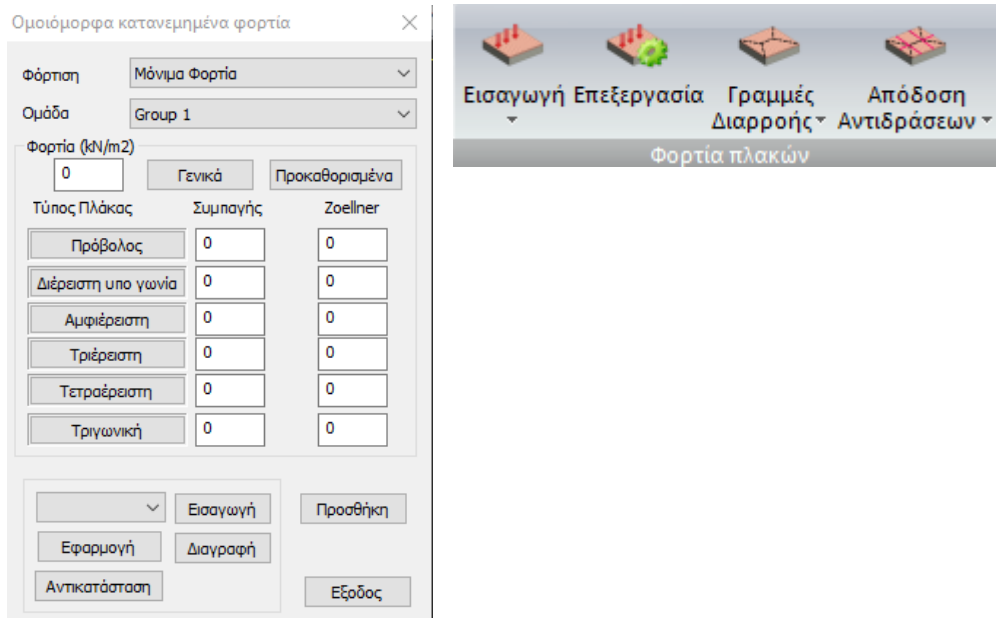 Ομοιόμορφα κατανεμημένα φορτία
Φόρτιση Μόνιμα Φορτία
Ομάδα Group 1
Φορτία (kN/m2)
0 Γενικά Προκαθορισμένα
Τύπος Πλάκας Συμπαγής Zoellner
Πρόβολος 0 0
Διέρειστη υπο γωνία 0 0
Αμφιέρειστη 0 0
Τριέρειστη 0 0
Τετραέρειστη 0 0
Τριγωνική 0 0
Εισαγωγή Προσθήκη
Εφαρμογή Διαγραφή
Αντικατάσταση Εξοδος
Εισαγωγή Επεξεργασία Γραμμές Διαρροής Απόδοση Αντιδράσεων
Φορτία πλακών